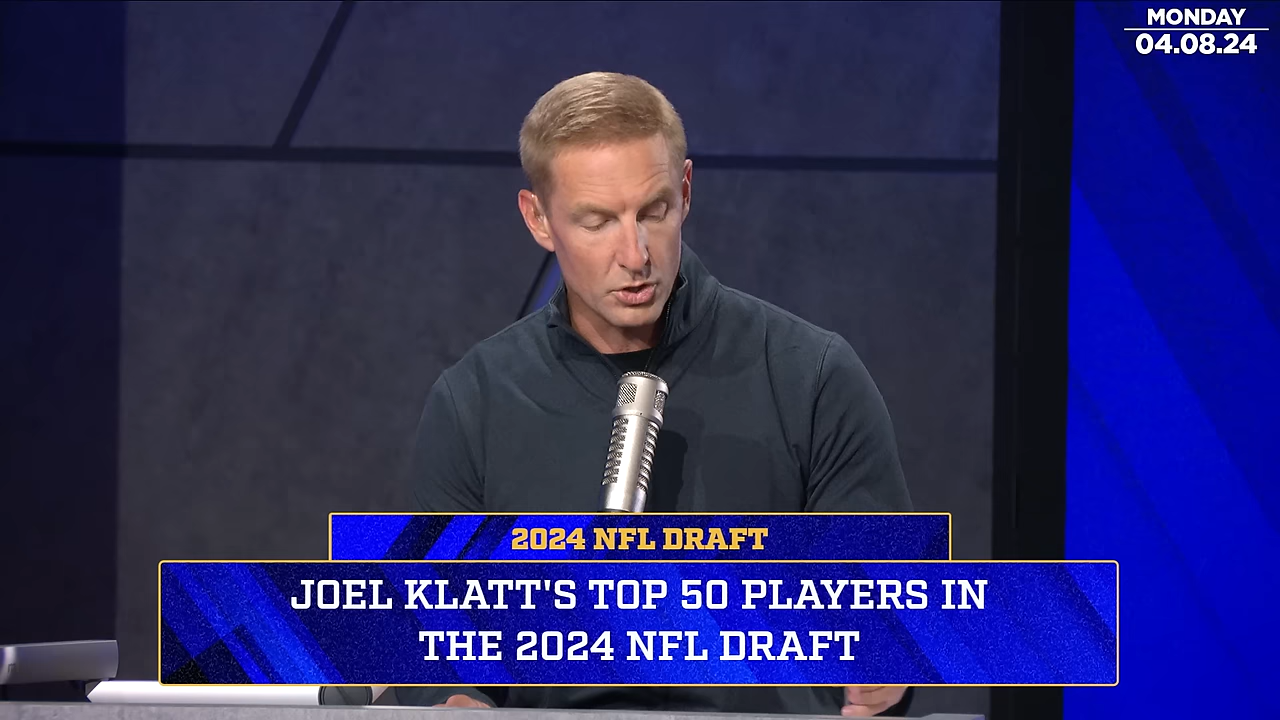 MONDAY
04.08.24
2024 NFL DRAFT
JOEL KLATT'S TOP 50 PLAYERS IN
THE 2024 NFL DRAFT